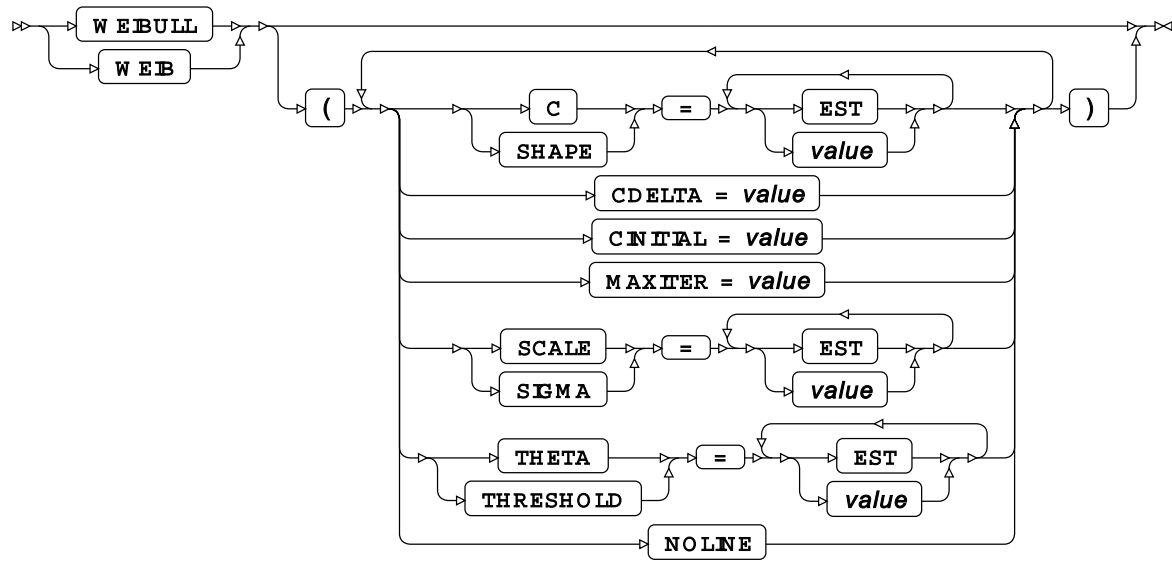 WEIBULL
WEIB
( C = EST )
SHAPE value
CDELTA = value
CINITIAL = value
MAXITER = value
SCALE = EST
SIGMA value
THETA = EST
THRESHOLD value
NOLINE